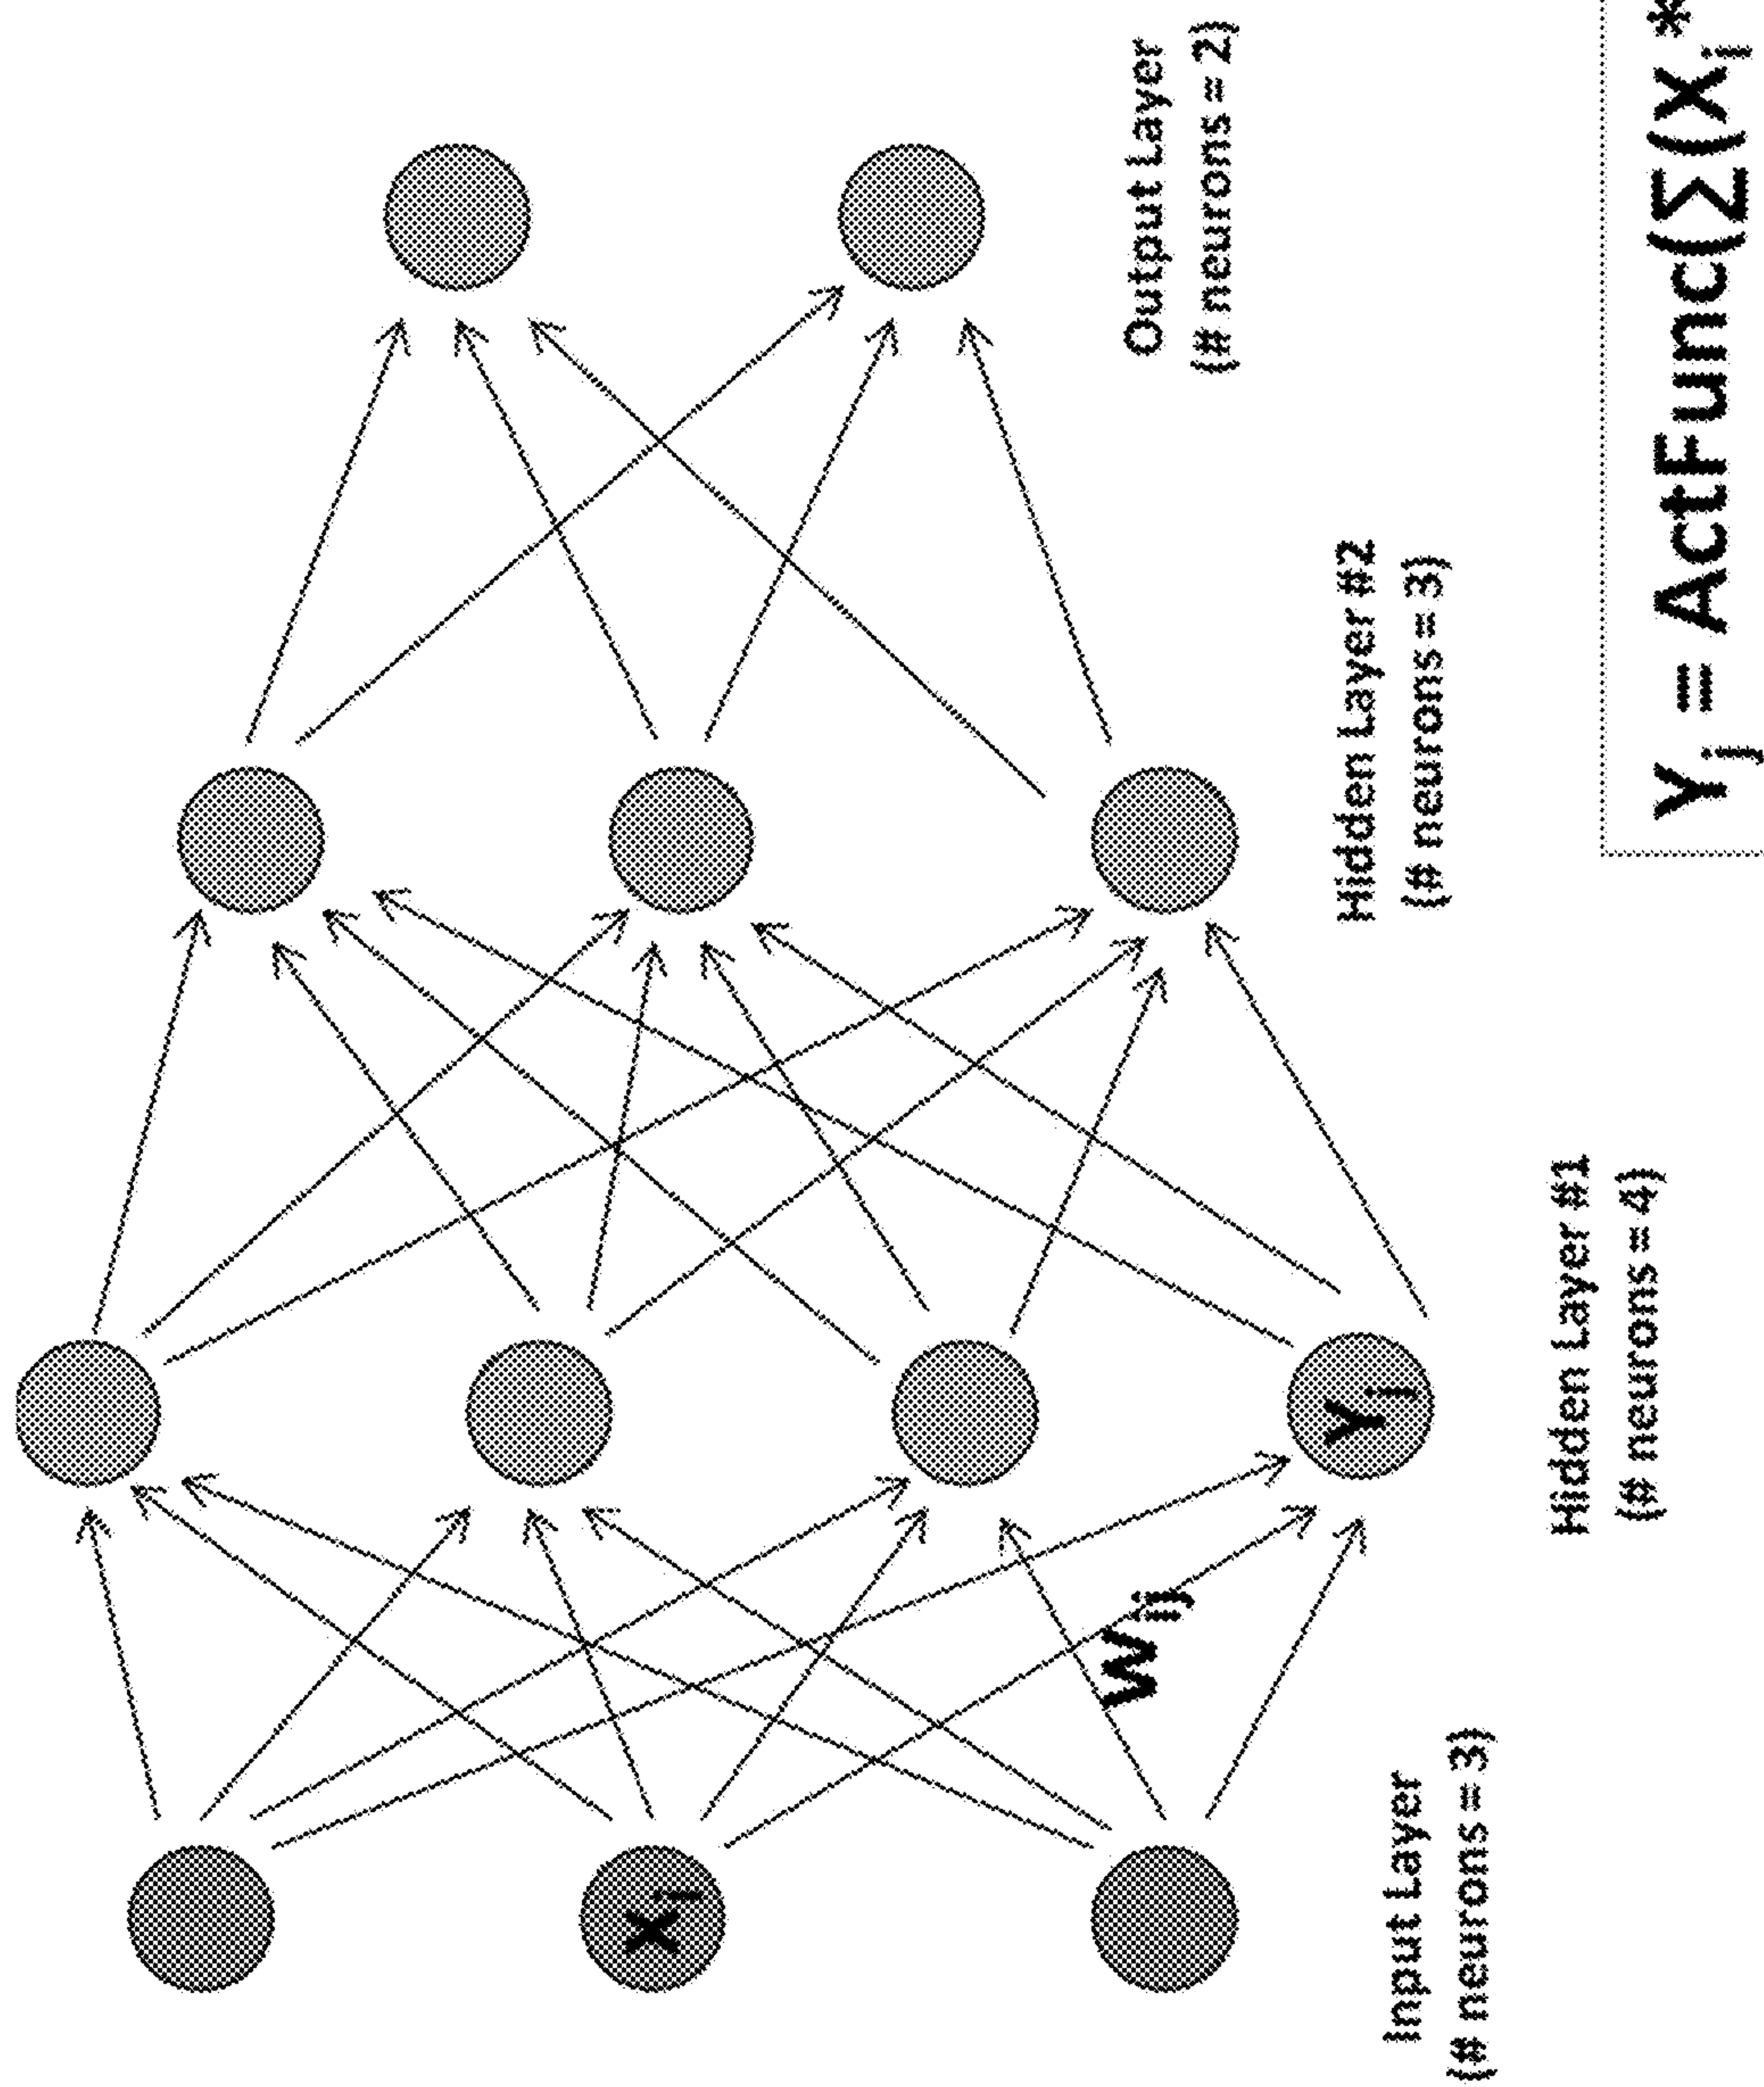 Xi
Wij
Yj
Input Layer
(# neurons = 3)
Hidden Layer #1
(# neurons = 4)
Hidden Layer #2
(# neurons = 3)
Output Layer
(# neurons = 2)
Yj = ActFunc(Σ(Xi *